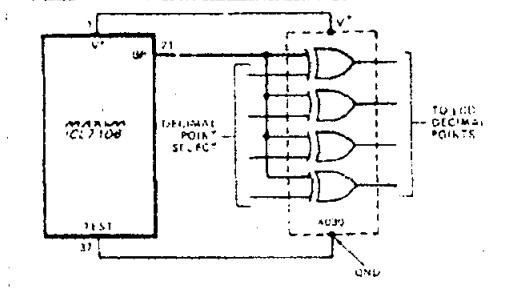 1
V+
V+
21
BP
MAXIM
ICL7106
DECIMAL
POINT
SELECT
TO LCD
DECIMAL
POINTS
TEST
4030
37
GND